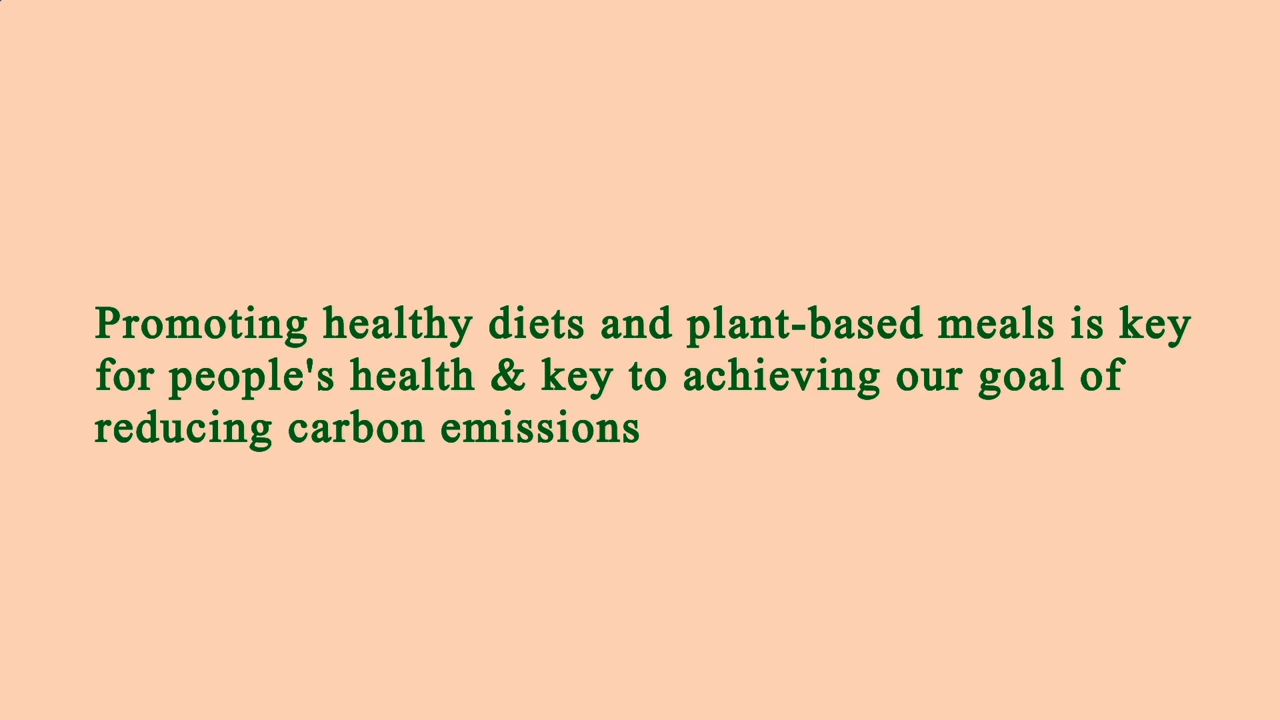 Promoting healthy diets and plant-based meals is key
for people's health & key to achieving our goal of
reducing carbon emissions